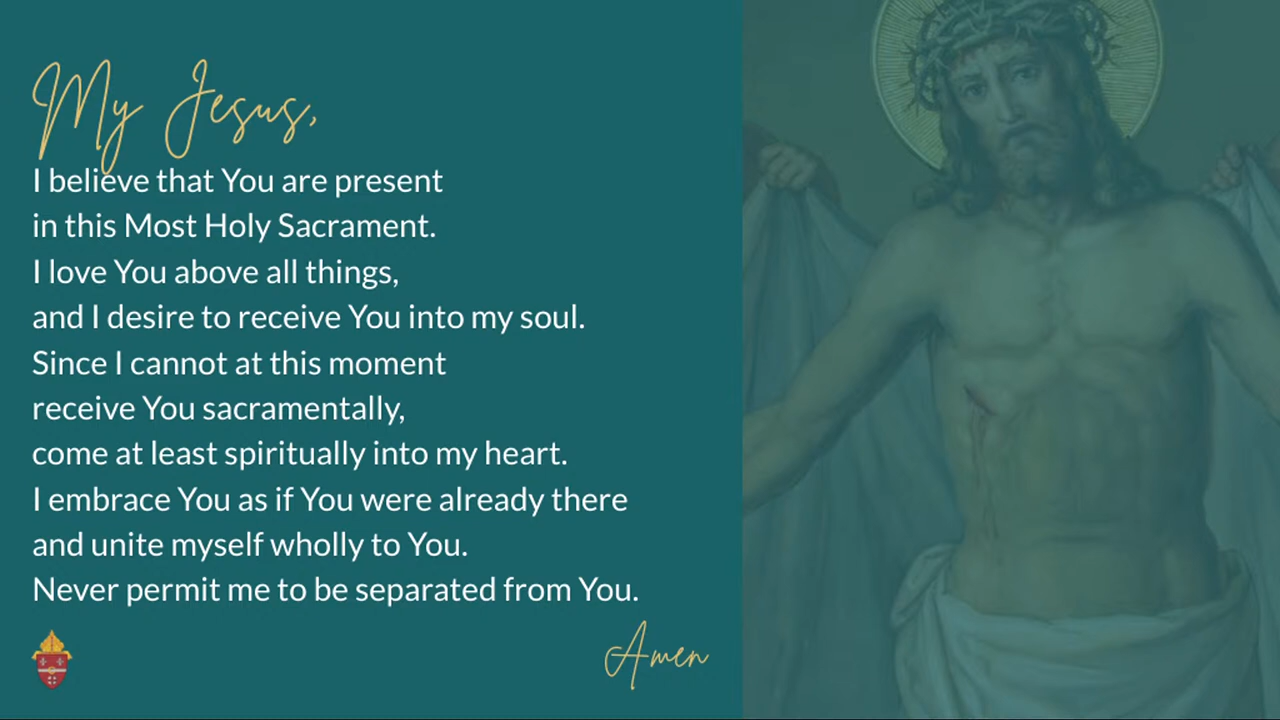 My Jesus,
I believe that You are present
in this Most Holy Sacrament.
I love You above all things,
and I desire to receive You into my soul.
Since I cannot at this moment
receive You sacramentally,
come at least spiritually into my heart.
I embrace You as if You were already there
and unite myself wholly to You.
Never permit me to be separated from You.
Amen